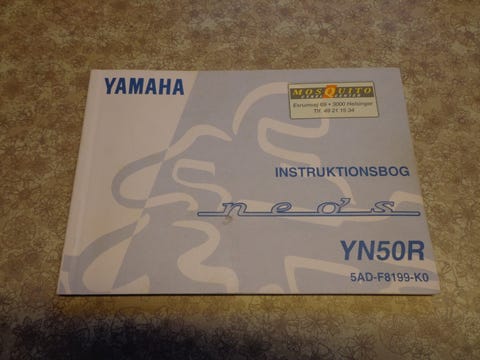 YAMAHA
MOSQUITO
Esrumvej 69 • 3000 Helsingør
Tlf. 49 21 15 34
INSTRUKTIONSBOG
neo's
YN50R
5AD-F8199-K0